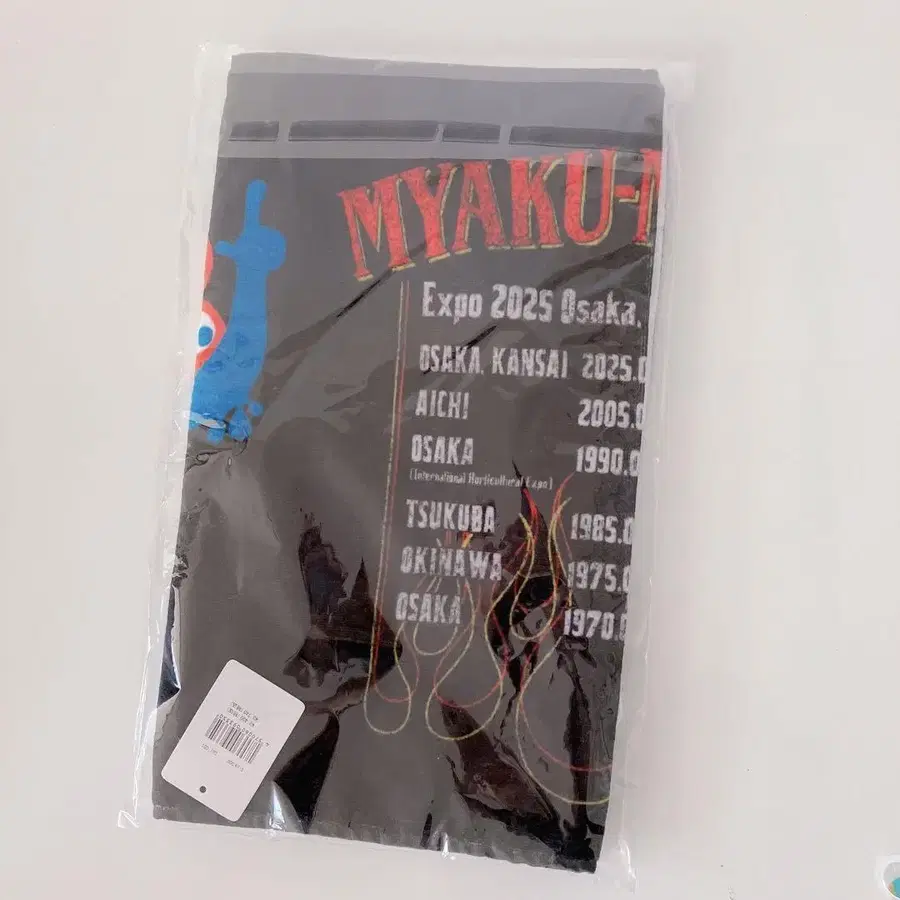 MYAKU-M
Expo 2025 Osaka,
OSAKA, KANSAI 2025.0
AICHI 2005.0
OSAKA 1990.0
(International Horticultural Expo)
TSUKUBA 1985.0
OKINAWA 1975.0
OSAKA 1970.0